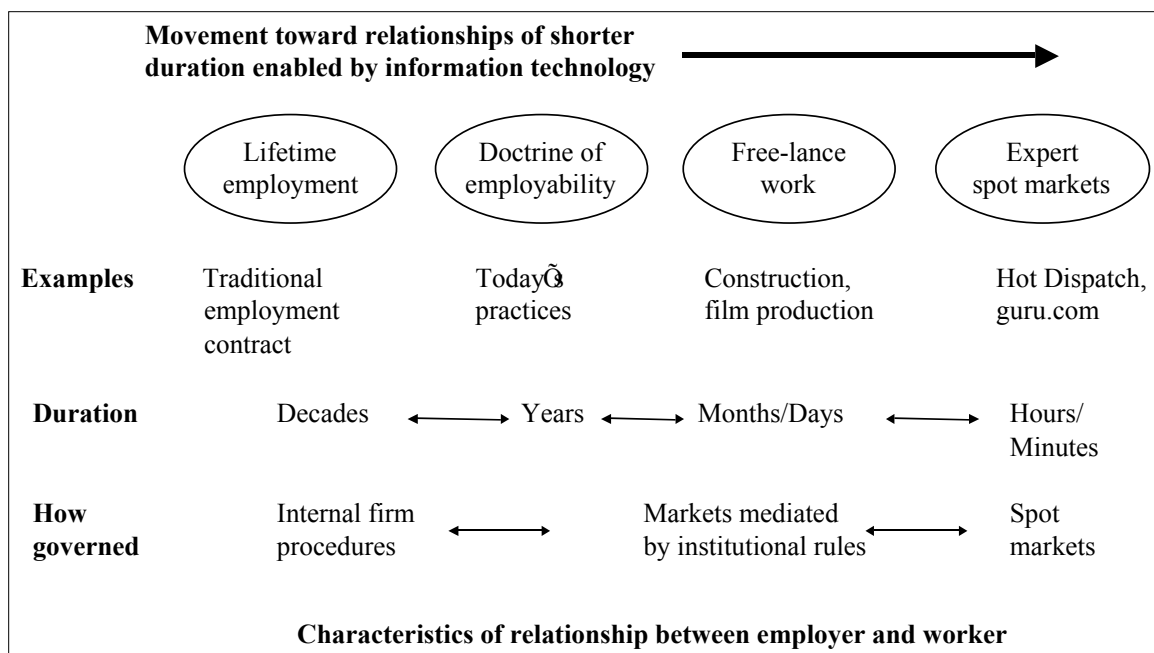 Movement toward relationships of shorter
duration enabled by information technology
Lifetime
employment
Doctrine of
employability
Free-lance
work
Expert
spot markets
Examples
Traditional
employment
contract
TodayÕs
practices
Construction,
film production
Hot Dispatch,
guru.com
Duration
Decades
Years
Months/Days
Hours/
Minutes
How
governed
Internal firm
procedures
Markets mediated
by institutional rules
Spot
markets
Characteristics of relationship between employer and worker